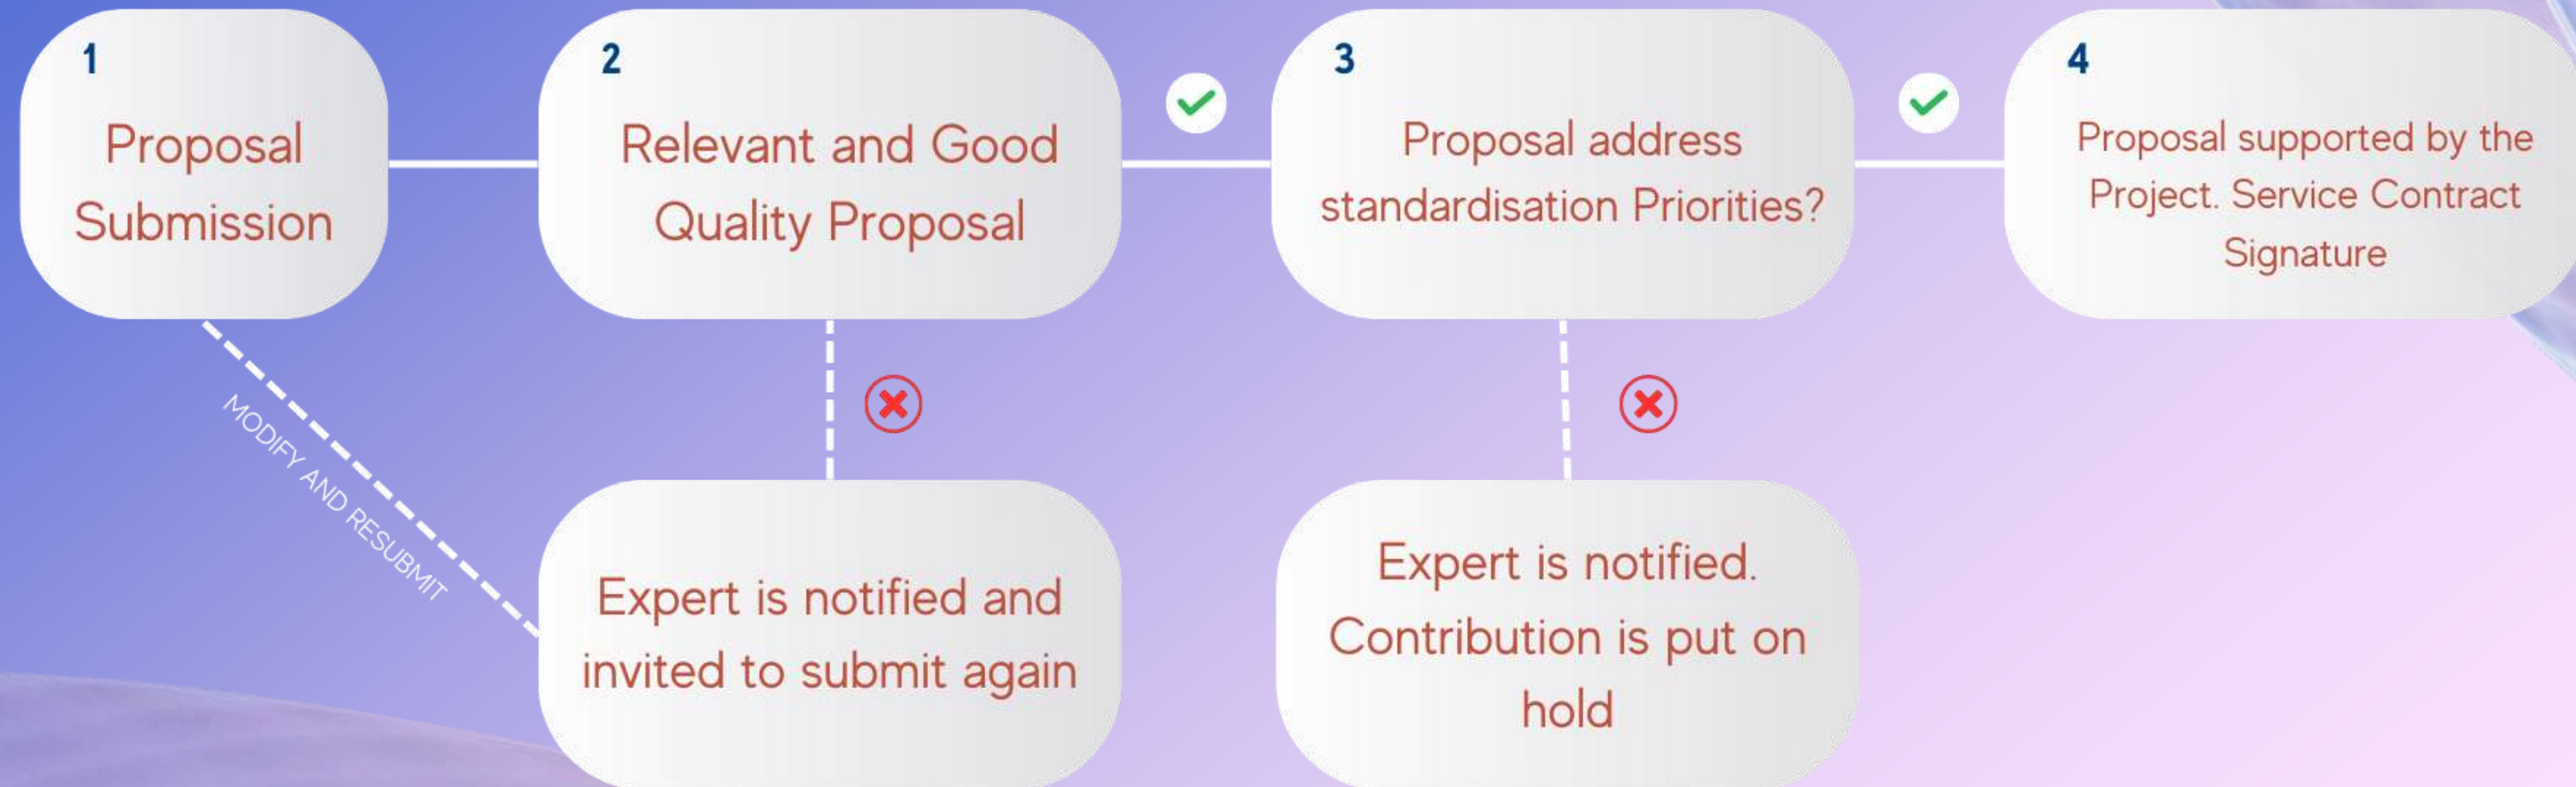 1
Proposal
Submission
2
Relevant and Good
Quality Proposal
3
Proposal address
standardisation Priorities?
4
Proposal supported by the
Project. Service Contract
Signature
MODIFY AND RESUBMIT
Expert is notified and
invited to submit again
Expert is notified.
Contribution is put on
hold